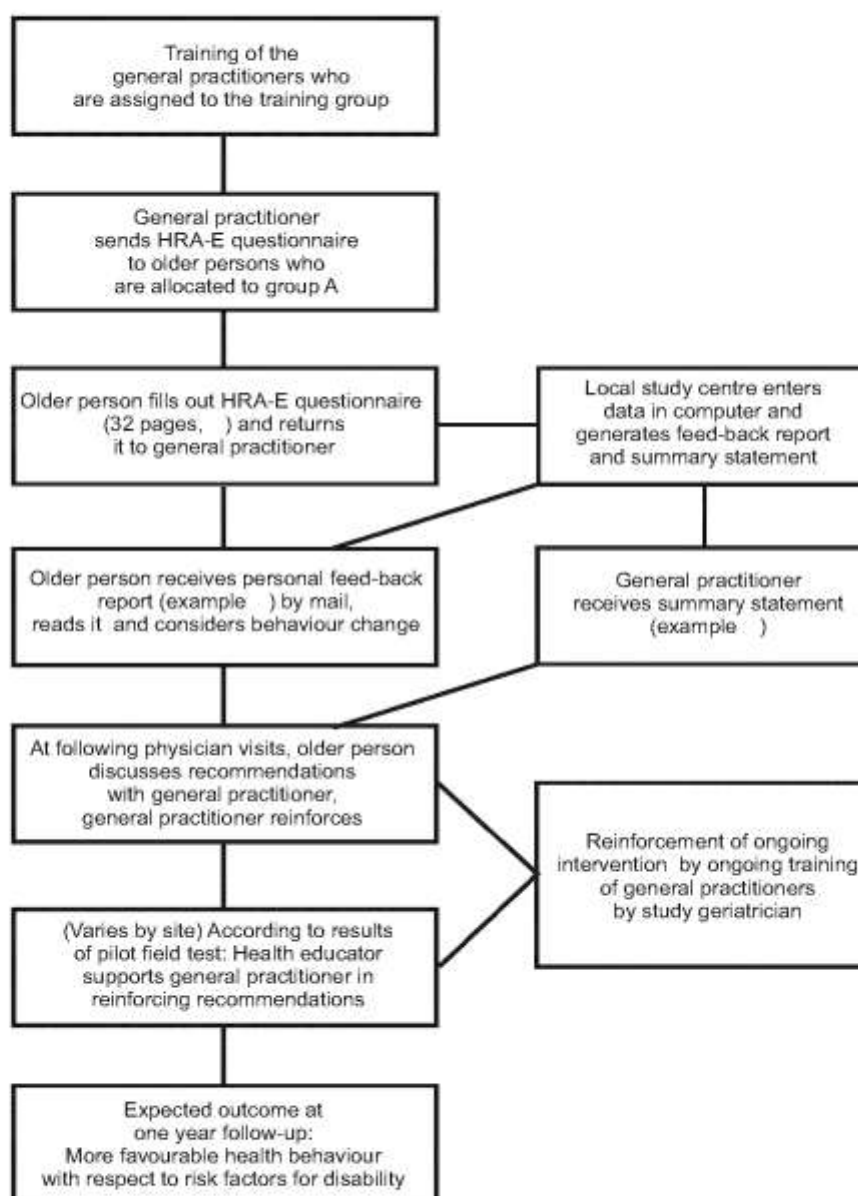 Training of the
general practitioners who
are assigned to the training group
General practitioner
sends HRA-E questionnaire
to older persons who
are allocated to group A
Older person fills out HRA-E questionnaire
(32 pages,   ) and returns
it to general practitioner
Local study centre enters
data in computer and
generates feed-back report
and summary statement
Older person receives personal feed-back
report (example   ) by mail,
reads it  and considers behaviour change
General practitioner
receives summary statement
(example   )
At following physician visits, older person
discusses recommendations
with general practitioner,
general practitioner reinforces
Reinforcement of ongoing
intervention  by ongoing training
of general practitioners
by study geriatrician
(Varies by site) According to results
of pilot field test: Health educator
supports general practitioner in
reinforcing recommendations
Expected outcome at
one year follow-up:
More favourable health behaviour
with respect to risk factors for disability